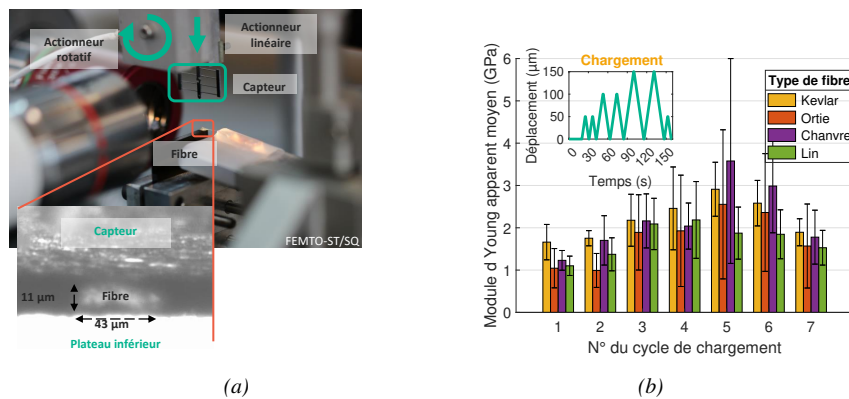 Actionneur
rotatif
Actionneur
linéaire
Capteur
Fibre
FEMTO-ST/SQ
Capteur
Fibre
11 µm
43 µm
Plateau inférieur
(a)
Chargement
Déplacement (µm)
150
100
50
0
0
30
60
90
120
150
Temps (s)
Type de fibre
Kevlar
Ortie
Chanvre
Lin
Module d Young apparent moyen (GPa)
6
5
4
3
2
1
0
1
2
3
4
5
6
7
N° du cycle de chargement
(b)